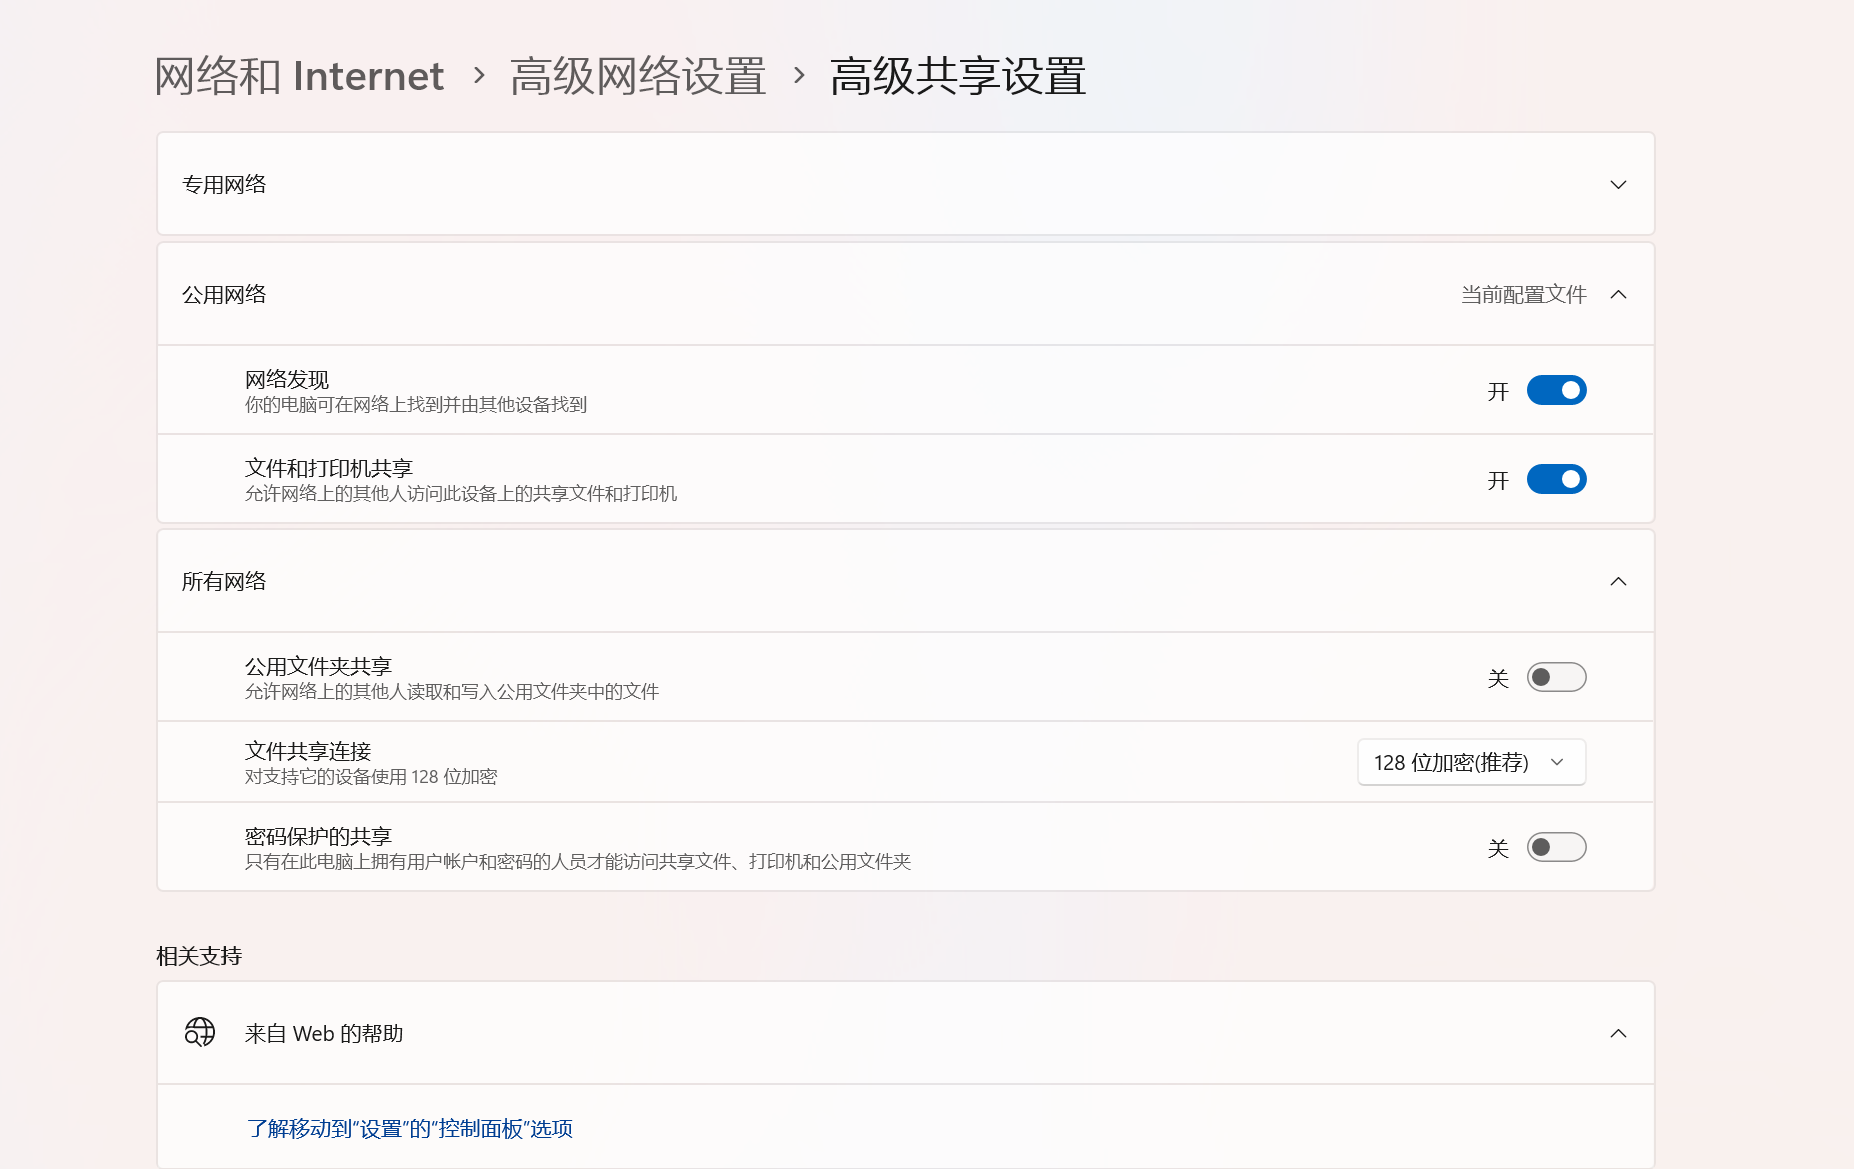 网络和 Internet › 高级网络设置 › 高级共享设置
专用网络
公用网络 当前配置文件
网络发现
你的电脑可在网络上找到并由其他设备找到
开
文件和打印机共享
允许网络上的其他人访问此设备上的共享文件和打印机
开
所有网络
公用文件夹共享
允许网络上的其他人读取和写入公用文件夹中的文件
关
文件共享连接
对支持它的设备使用 128 位加密
128 位加密(推荐)
密码保护的共享
只有在此电脑上拥有用户帐户和密码的人员才能访问共享文件、打印机和公用文件夹
关
相关支持
来自 Web 的帮助
了解移动到“设置”的“控制面板”选项